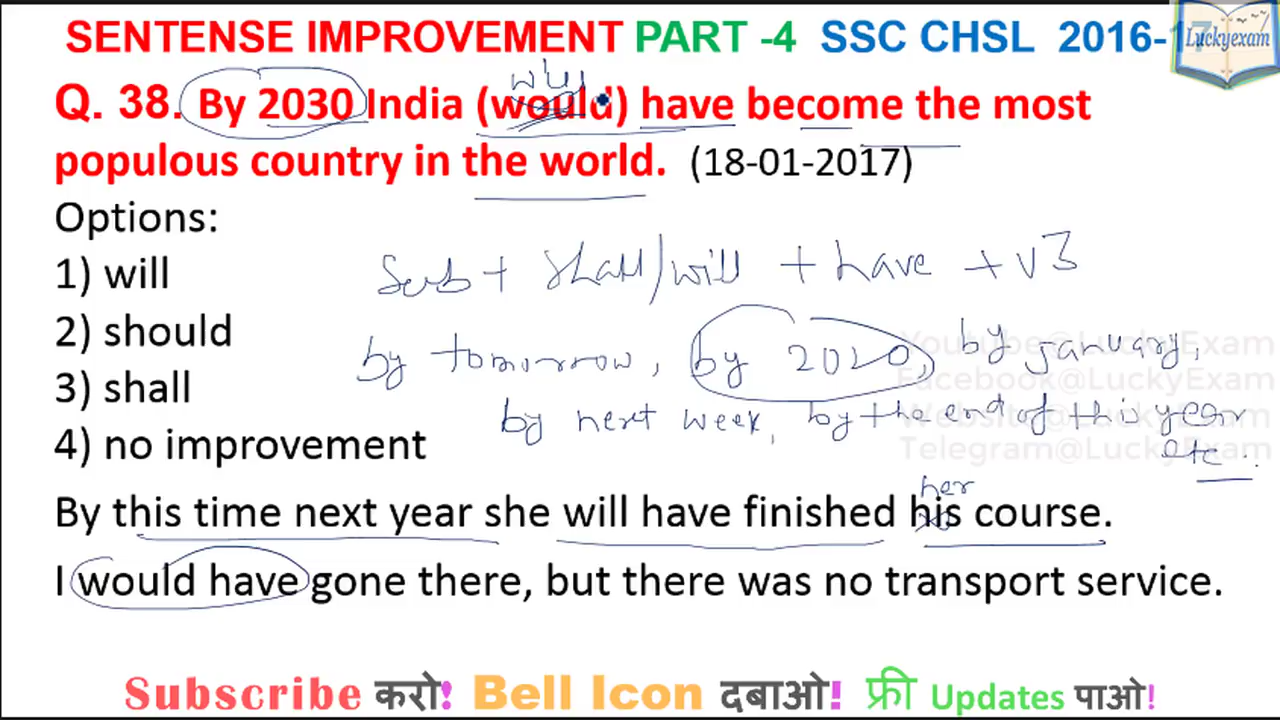 SENTENSE IMPROVEMENT PART -4 SSC CHSL 2016-17
Luckyexam
will
Q. 38. By 2030 India (would) have become the most
populous country in the world. (18-01-2017)
Options:
1) will
Sub + shall/will + have + v3
2) should
by tomorrow, by 2020, by january,
Youtube@LuckyExam
3) shall
Facebook@LuckyExam
by next week, by the end of this year
Website@LuckyExam
4) no improvement
Telegram@LuckyExam
etc.
her
By this time next year she will have finished his course.
I would have gone there, but there was no transport service.
Subscribe करो! Bell Icon दबाओ! फ्री Updates पाओ!